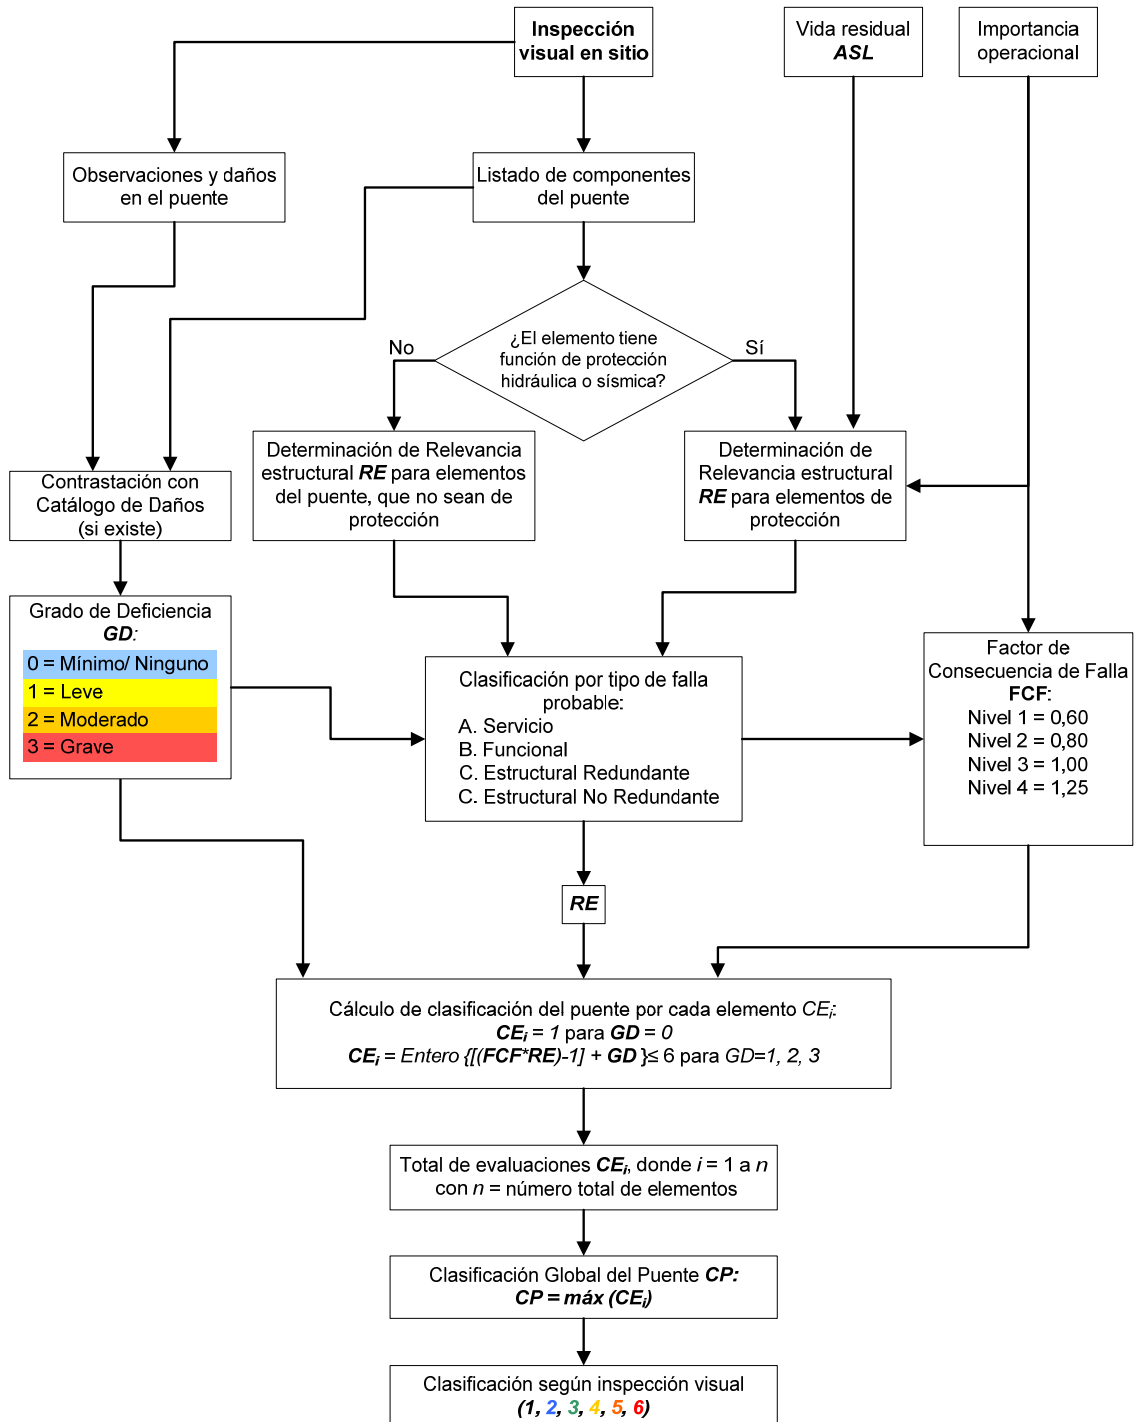 Inspección
visual en sitio
Vida residual
ASL
Importancia
operacional
Observaciones y daños
en el puente
Listado de componentes
del puente
¿El elemento tiene
función de protección
hidráulica o sísmica?
No
Sí
Determinación de Relevancia
estructural RE para elementos
del puente, que no sean de
protección
Determinación de
Relevancia estructural
RE para elementos de
protección
Contrastación con
Catálogo de Daños
(si existe)
Grado de Deficiencia
GD:
0 = Mínimo/ Ninguno
1 = Leve
2 = Moderado
3 = Grave
Clasificación por tipo de falla
probable:
A. Servicio
B. Funcional
C. Estructural Redundante
C. Estructural No Redundante
Factor de
Consecuencia de Falla
FCF:
Nivel 1 = 0,60
Nivel 2 = 0,80
Nivel 3 = 1,00
Nivel 4 = 1,25
RE
Cálculo de clasificación del puente por cada elemento CEi:
CEi = 1 para GD = 0
CEi = Entero {[(FCF*RE)-1] + GD }≤ 6 para GD=1, 2, 3
Total de evaluaciones CEi, donde i = 1 a n
con n = número total de elementos
Clasificación Global del Puente CP:
CP = máx (CEi)
Clasificación según inspección visual
(1, 2, 3, 4, 5, 6)